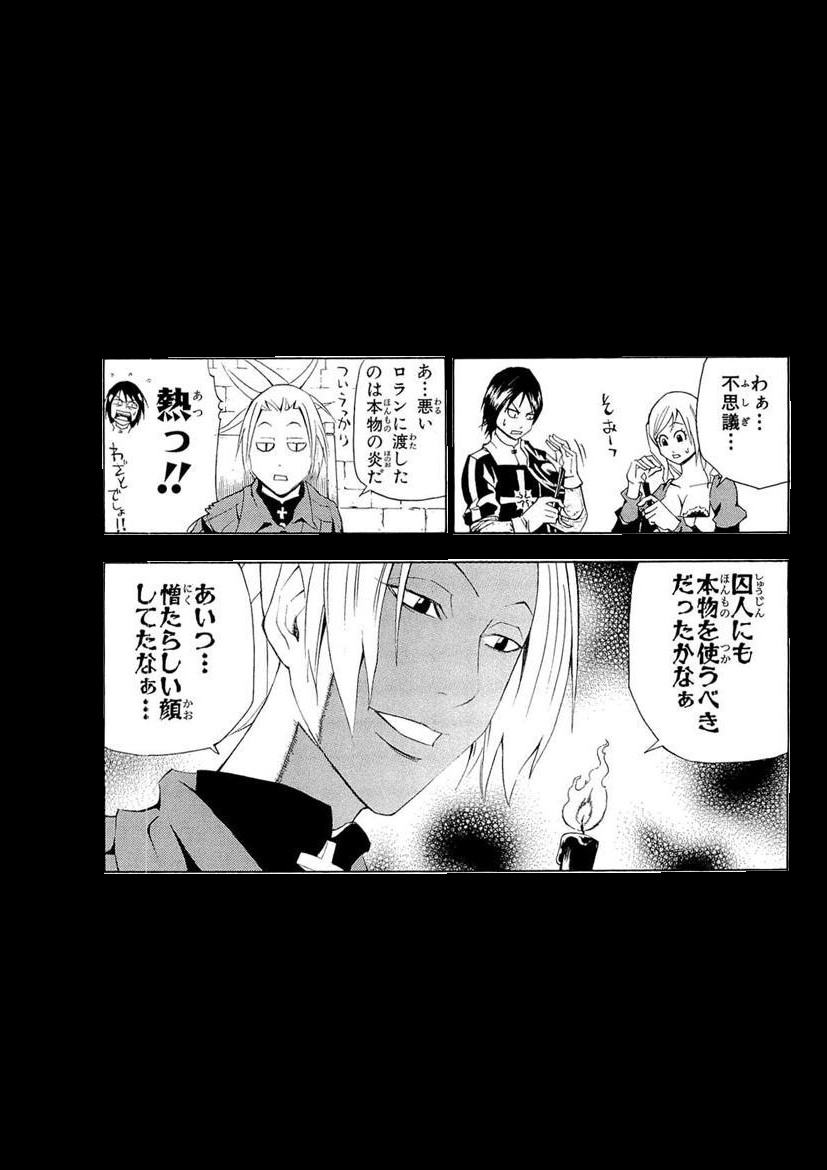 わぁ…
不思議…
そおーっ
あ…悪い
ロランに渡した
のは本物の炎だ
ついうっかり
熱っ!!
わざとでしょ!!
囚人にも
本物を使うべき
だったかなぁ
あいつ…
憎たらしい顔
してたなぁ…